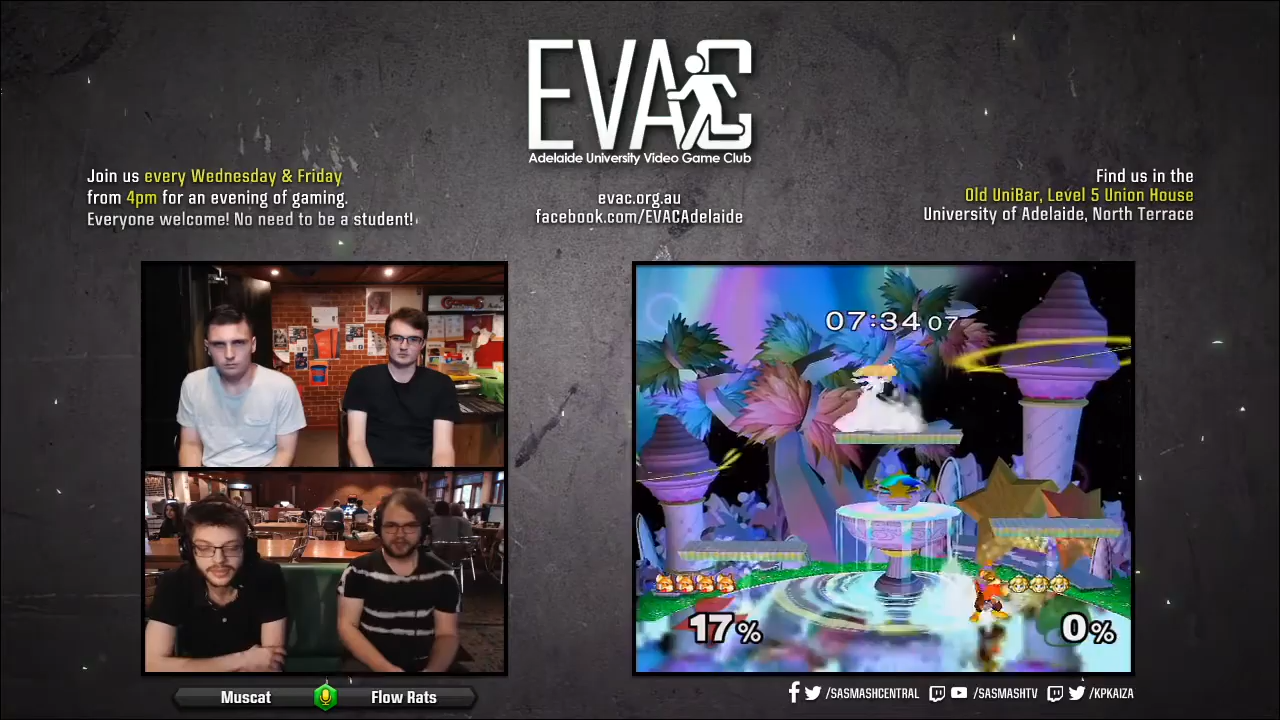 EVAC
Adelaide University Video Game Club
Join us every Wednesday & Friday
from 4pm for an evening of gaming.
Everyone welcome! No need to be a student!
evac.org.au
facebook.com/EVACAdelaide
Find us in the
Old UniBar, Level 5 Union House
University of Adelaide, North Terrace
07:34 07
17%
0%
Muscat
Flow Rats
/SASMASHCENTRAL
/SASMASHTV
/KPKAIZA